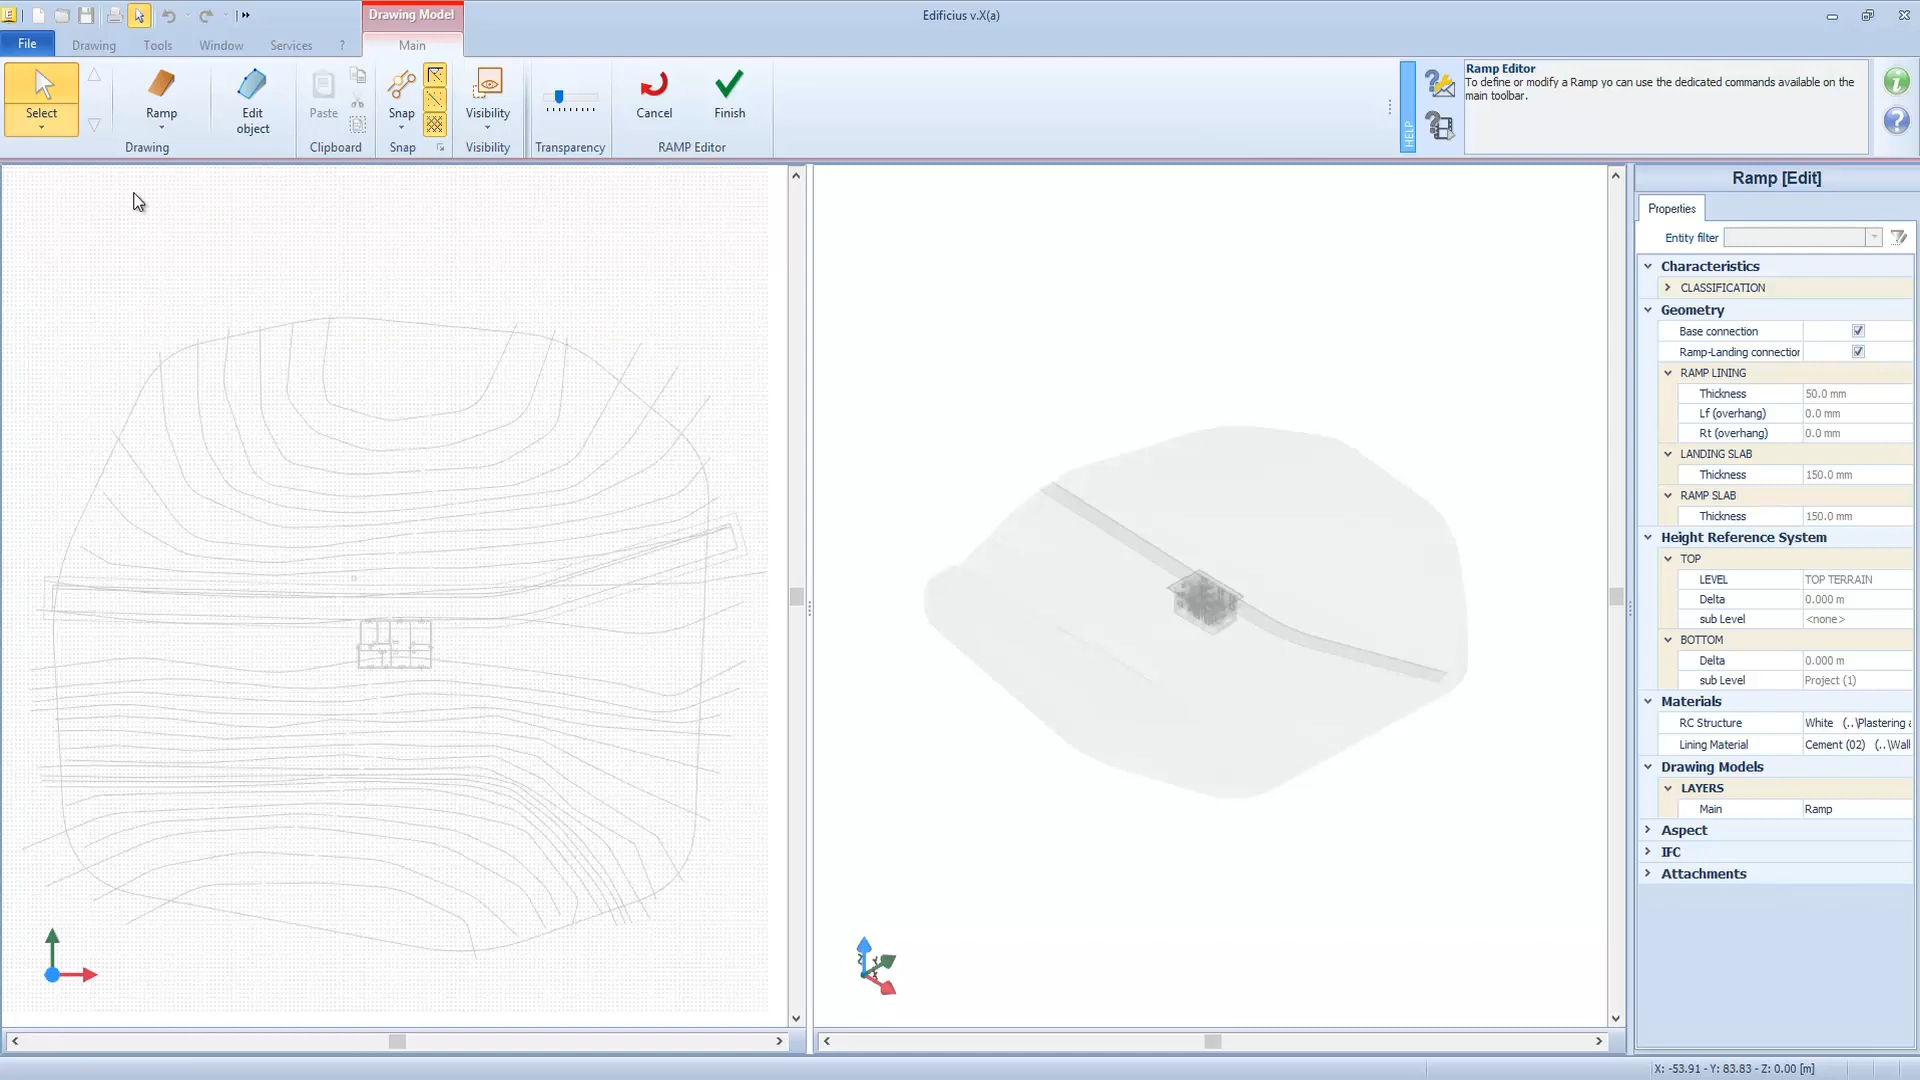 Drawing Model
Edificius v.X(a)
File
Drawing
Tools
Window
Services
?
Main
Select
Ramp
Edit
object
Paste
Snap
Visibility
Cancel
Finish
Drawing
Clipboard
Snap
Visibility
Transparency
RAMP Editor
HELP
Ramp Editor
To define or modify a Ramp yo can use the dedicated commands available on the
main toolbar.
Ramp [Edit]
Properties
Entity filter
Characteristics
CLASSIFICATION
Geometry
Base connection
Ramp-Landing connection
RAMP LINING
Thickness 50.0 mm
Lf (overhang) 0.0 mm
Rt (overhang) 0.0 mm
LANDING SLAB
Thickness 150.0 mm
RAMP SLAB
Thickness 150.0 mm
Height Reference System
TOP
LEVEL TOP TERRAIN
Delta 0.000 m
sub Level <none>
BOTTOM
Delta 0.000 m
sub Level Project (1)
Materials
RC Structure White (..\Plastering a
Lining Material Cement (02) (..\Wall
Drawing Models
LAYERS
Main Ramp
Aspect
IFC
Attachments
X: -53.91 - Y: 83.83 - Z: 0.00 [m]